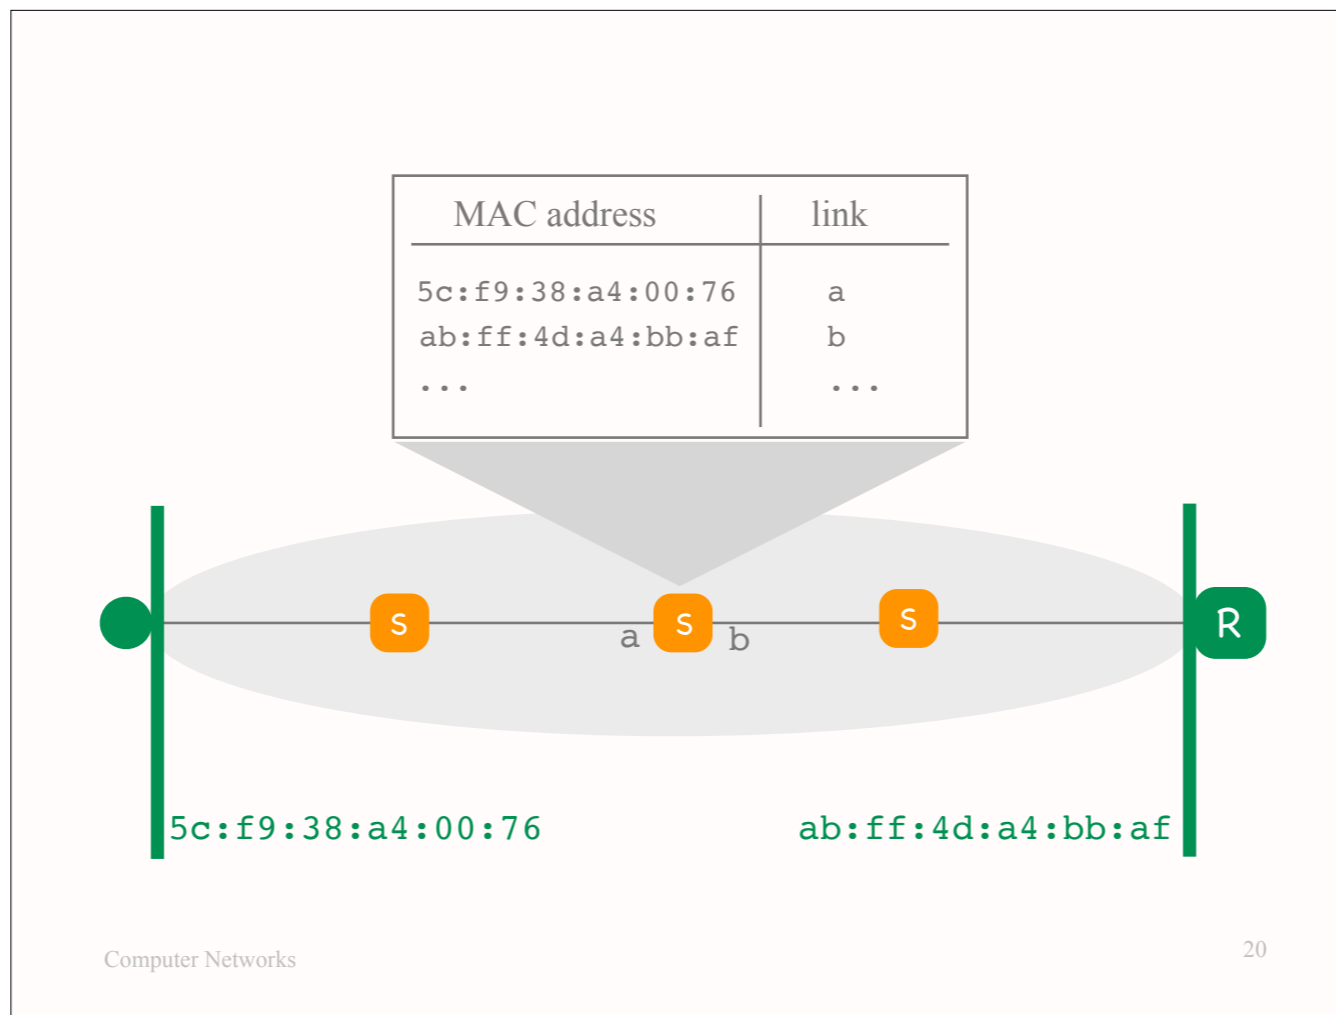 MAC address link
5c:f9:38:a4:00:76 a
ab:ff:4d:a4:bb:af b
... ...
S a S b S R
5c:f9:38:a4:00:76 ab:ff:4d:a4:bb:af
Computer Networks 20